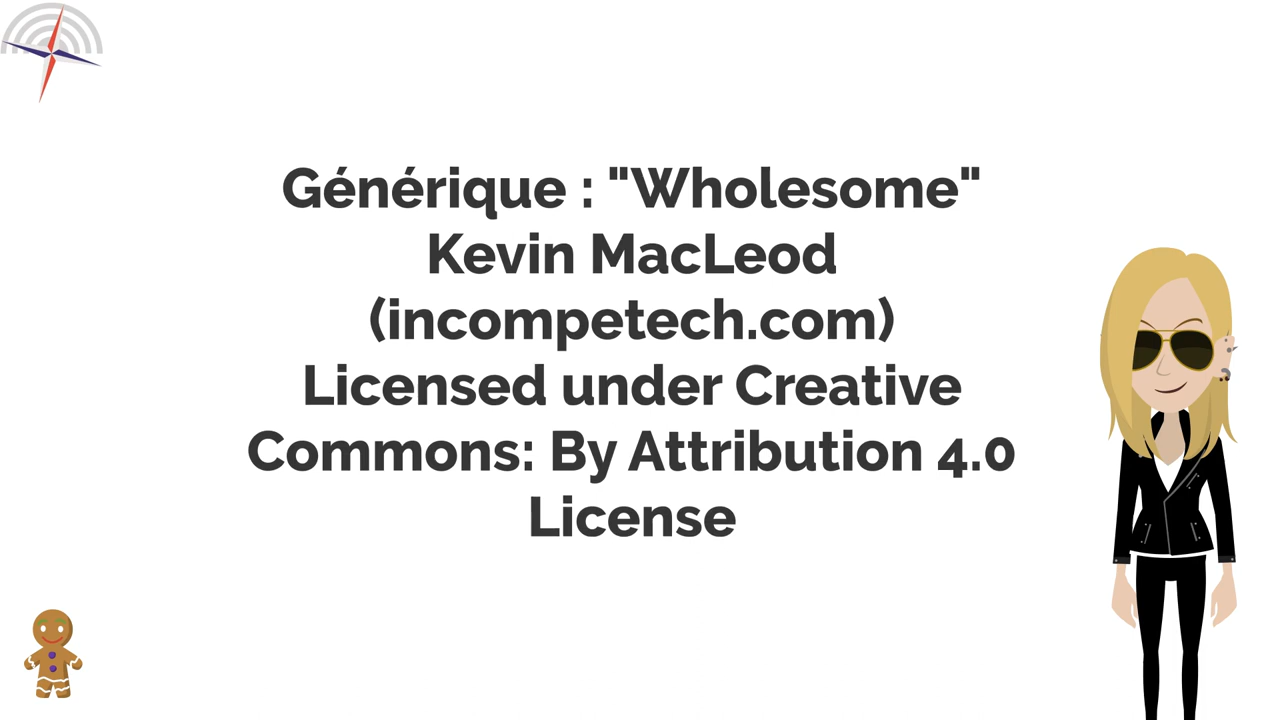 Générique : "Wholesome"
Kevin MacLeod
(incompetech.com)
Licensed under Creative
Commons: By Attribution 4.0
License